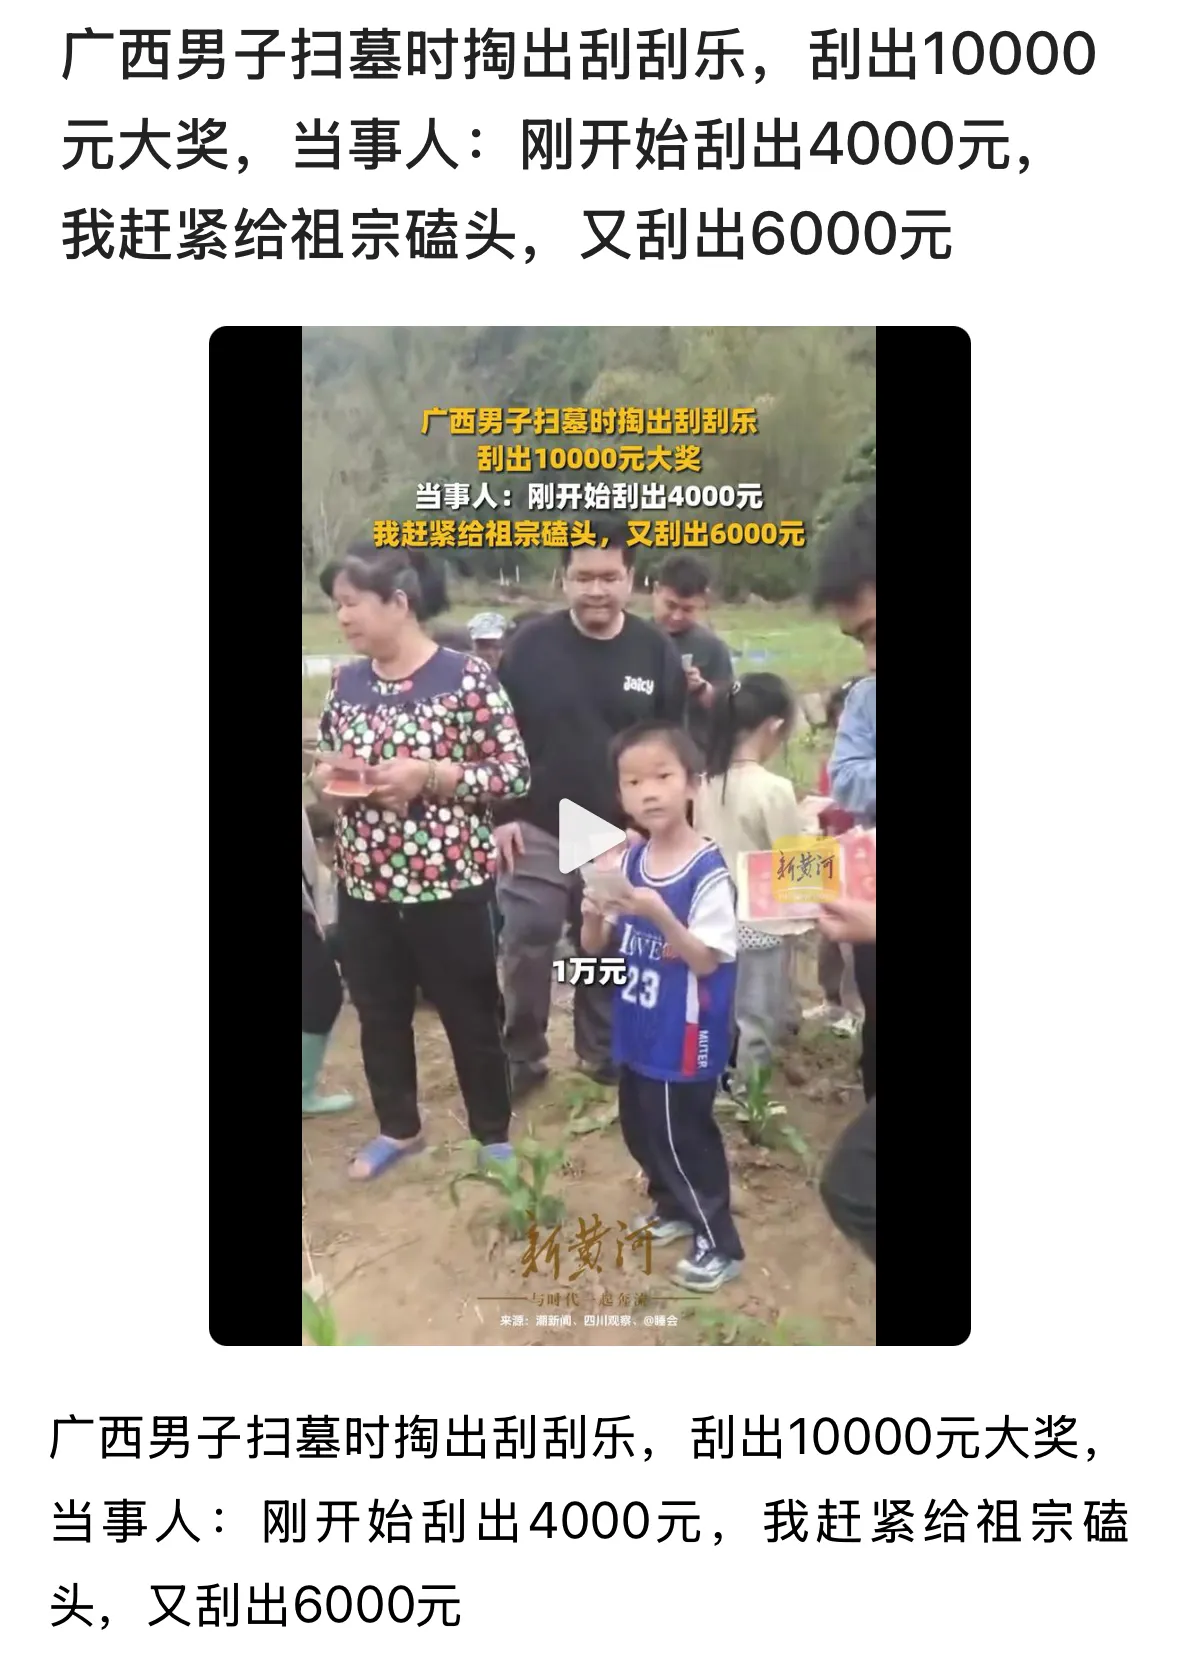 广西男子扫墓时掏出刮刮乐，刮出10000
元大奖，当事人：刚开始刮出4000元，
我赶紧给祖宗磕头，又刮出6000元
广西男子扫墓时掏出刮刮乐
刮出10000元大奖
当事人：刚开始刮出4000元
我赶紧给祖宗磕头，又刮出6000元
Jaicy
新黄河
LOVE
23
MUTER
1万元
新黄河
与时代一起奔流
来源：潮新闻、四川观察、@睡会
广西男子扫墓时掏出刮刮乐，刮出10000元大奖，
当事人：刚开始刮出4000元，我赶紧给祖宗磕
头，又刮出6000元